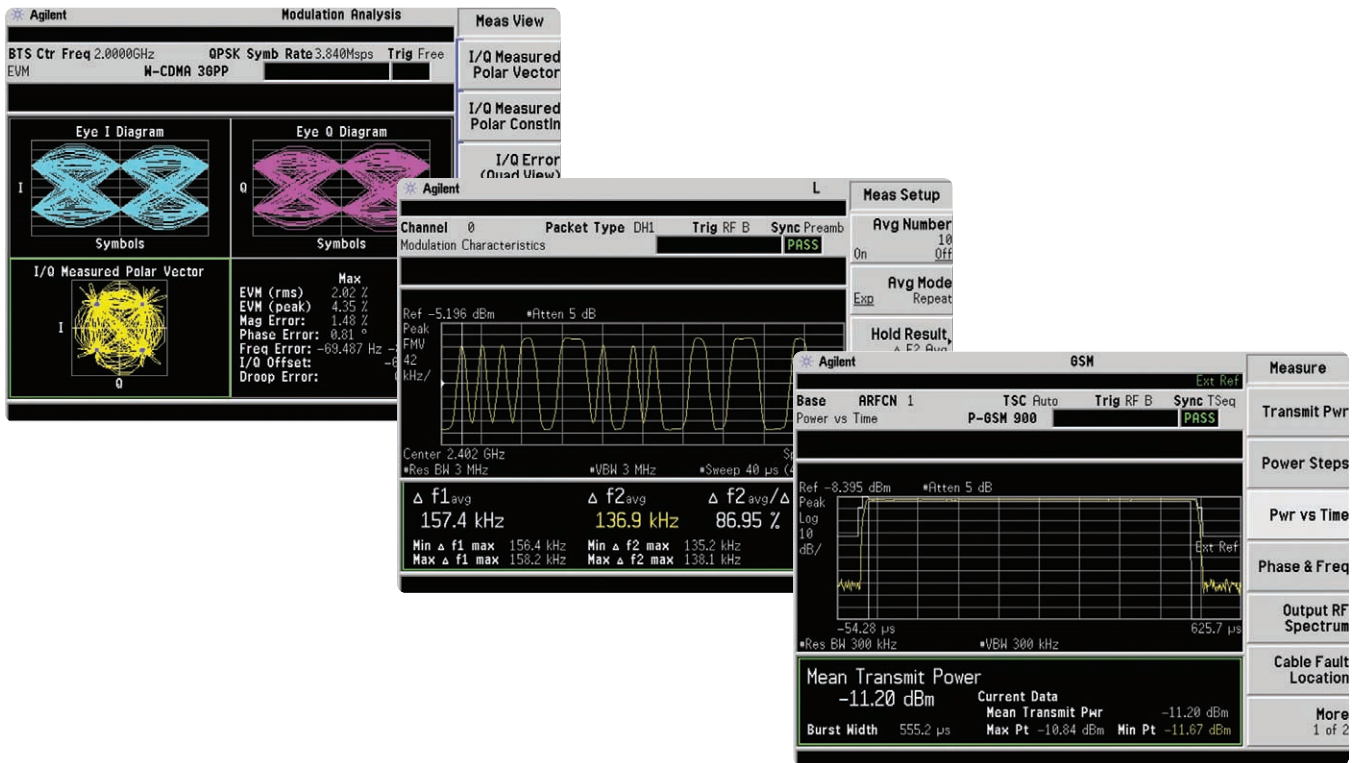 Agilent Modulation Analysis
Meas View
BTS Ctr Freq 2.0000GHz QPSK Symb Rate 3.840Msps Trig Free
EVM W-CDMA 3GPP
I/Q Measured
Polar Vector
I/Q Measured
Polar Constln
I/Q Error
(Quad View)
Eye I Diagram
Eye Q Diagram
I
Q
Symbols
Symbols
I/Q Measured Polar Vector
I
Q
Max
EVM (rms) 2.02 %
EVM (peak) 4.35 %
Mag Error: 1.48 %
Phase Error: 0.81 °
Freq Error: -69.487 Hz
I/Q Offset:
Droop Error:
Agilent L
Meas Setup
Channel 0 Packet Type DH1 Trig RF B Sync Preamb
Modulation Characteristics PASS
Avg Number
10
On Off
Avg Mode
Exp Repeat
Hold Result
Δ F2 Avg
Ref -5.196 dBm *Atten 5 dB
Peak
FMV
42
kHz/
Center 2.402 GHz
*Res BW 3 MHz *VBW 3 MHz *Sweep 40 µs
Δ f1avg Δ f2avg Δ f2avg/Δ
157.4 kHz 136.9 kHz 86.95 %
Min Δ f1 max 156.4 kHz Min Δ f2 max 135.2 kHz
Max Δ f1 max 158.2 kHz Max Δ f2 max 138.1 kHz
Agilent GSM
Measure
Ext Ref
Base ARFCN 1 TSC Auto Trig RF B Sync TSeq
Power vs Time P-GSM 900 PASS
Transmit Pwr
Power Steps
Pwr vs Time
Phase & Freq
Output RF
Spectrum
Cable Fault
Location
More
1 of 2
Ref -8.395 dBm *Atten 5 dB
Peak
Log
10
dB/
Ext Ref
-54.28 µs 625.7 µs
*Res BW 300 kHz *VBW 300 kHz
Mean Transmit Power
-11.20 dBm
Current Data
Mean Transmit Pwr -11.20 dBm
Burst Width 555.2 µs Max Pt -10.84 dBm Min Pt -11.67 dBm